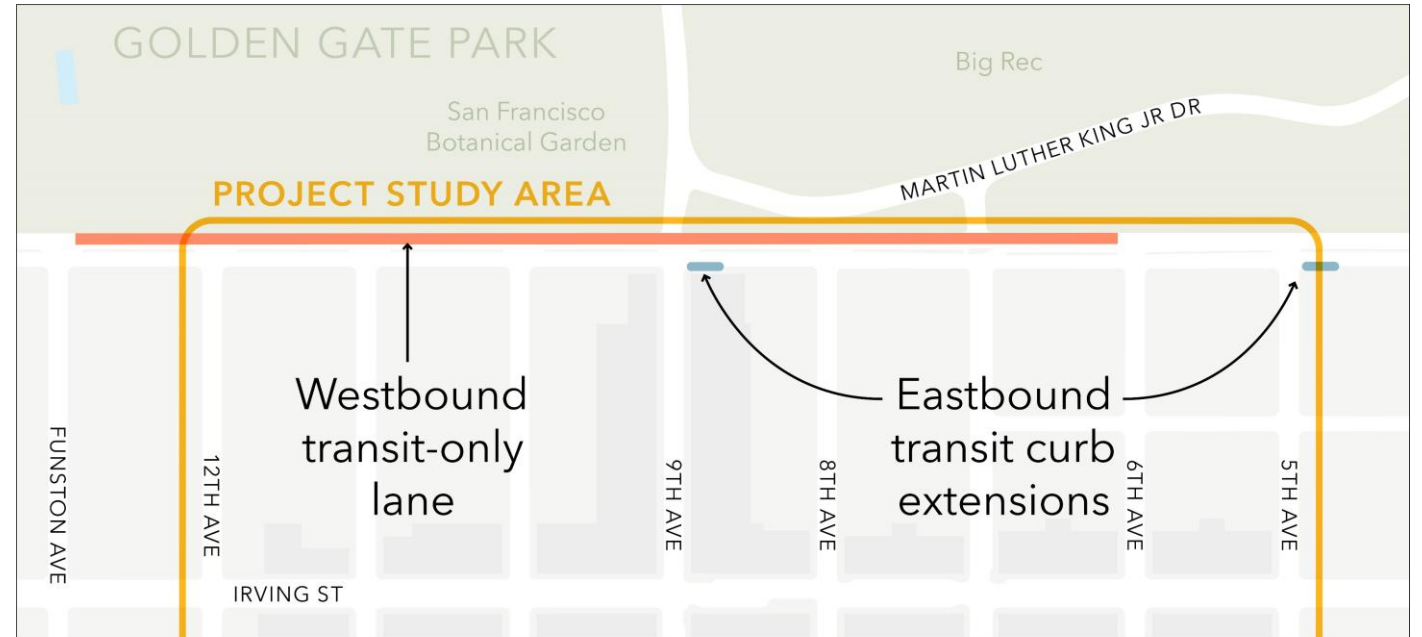 GOLDEN GATE PARK
Big Rec
San Francisco
Botanical Garden
MARTIN LUTHER KING JR DR
PROJECT STUDY AREA
Westbound
transit-only
lane
Eastbound
transit curb
extensions
FUNSTON AVE
12TH AVE
9TH AVE
8TH AVE
6TH AVE
5TH AVE
IRVING ST